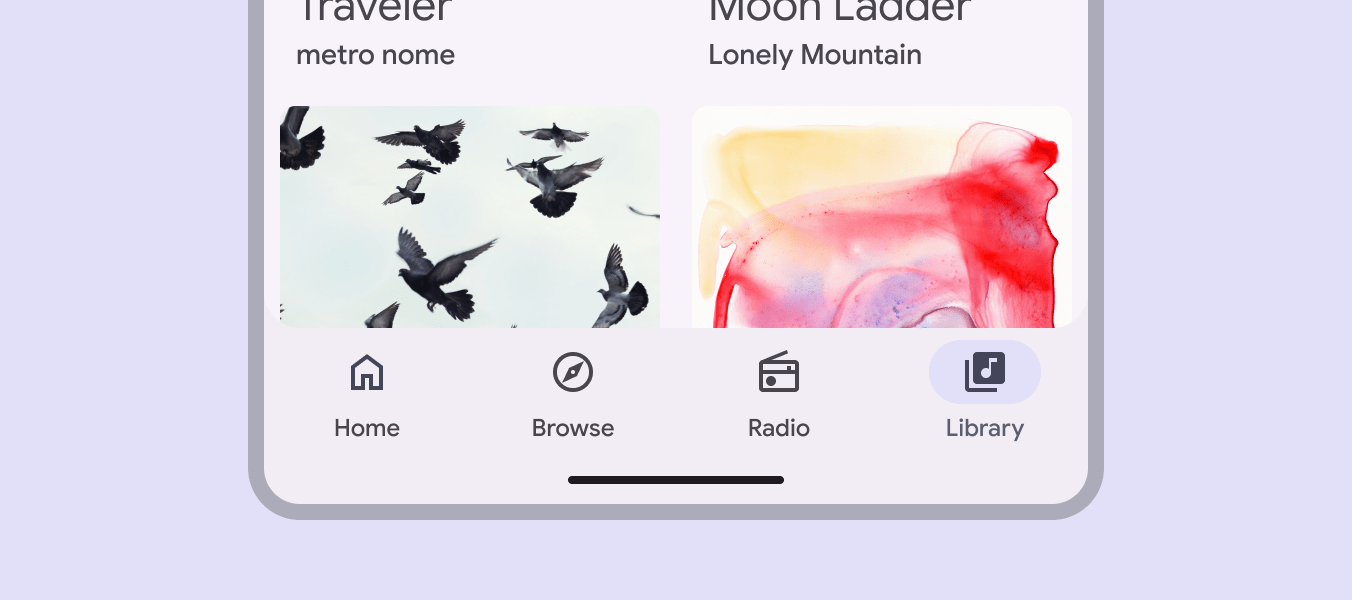 Traveler
Moon Ladder
metro nome
Lonely Mountain
Home
Browse
Radio
Library